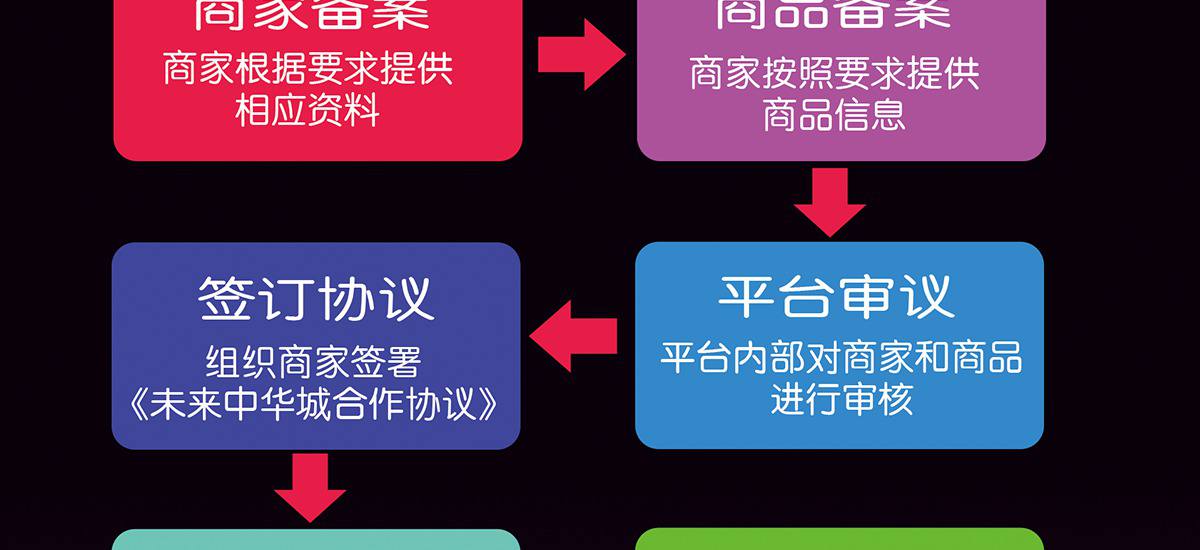 商家备案
商家根据要求提供
相应资料
商品备案
商家按照要求提供
商品信息
平台审议
平台内部对商家和商品
进行审核
签订协议
组织商家签署
《未来中华城合作协议》